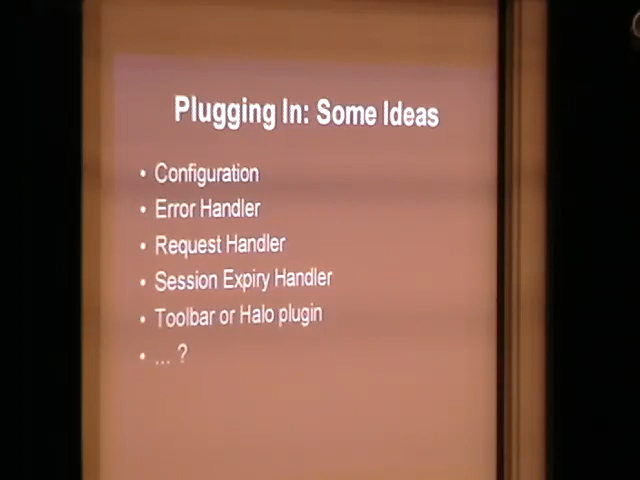 Plugging In: Some Ideas
• Configuration
• Error Handler
• Request Handler
• Session Expiry Handler
• Toolbar or Halo plugin
• ... ?